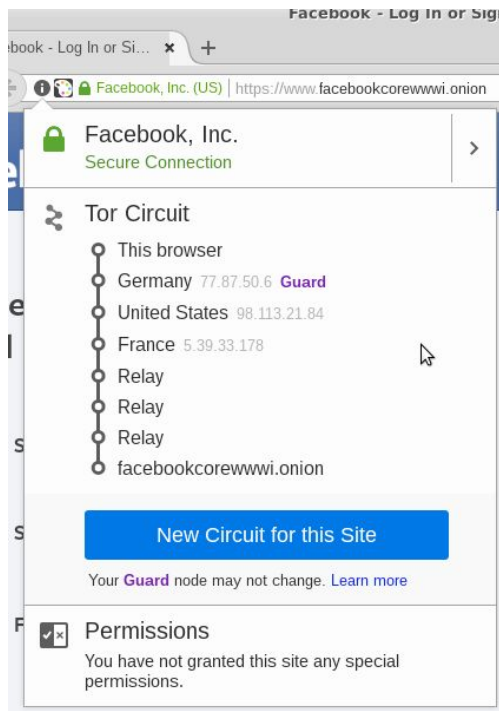 Facebook - Log In or Sig
ebook - Log In or Si... × +
Facebook, Inc. (US) https://www.facebookcorewwwi.onion
Facebook, Inc.
Secure Connection
Tor Circuit
This browser
Germany 77.87.50.6 Guard
United States 98.113.21.84
France 5.39.33.178
Relay
Relay
Relay
facebookcorewwwi.onion
New Circuit for this Site
Your Guard node may not change. Learn more
Permissions
You have not granted this site any special
permissions.